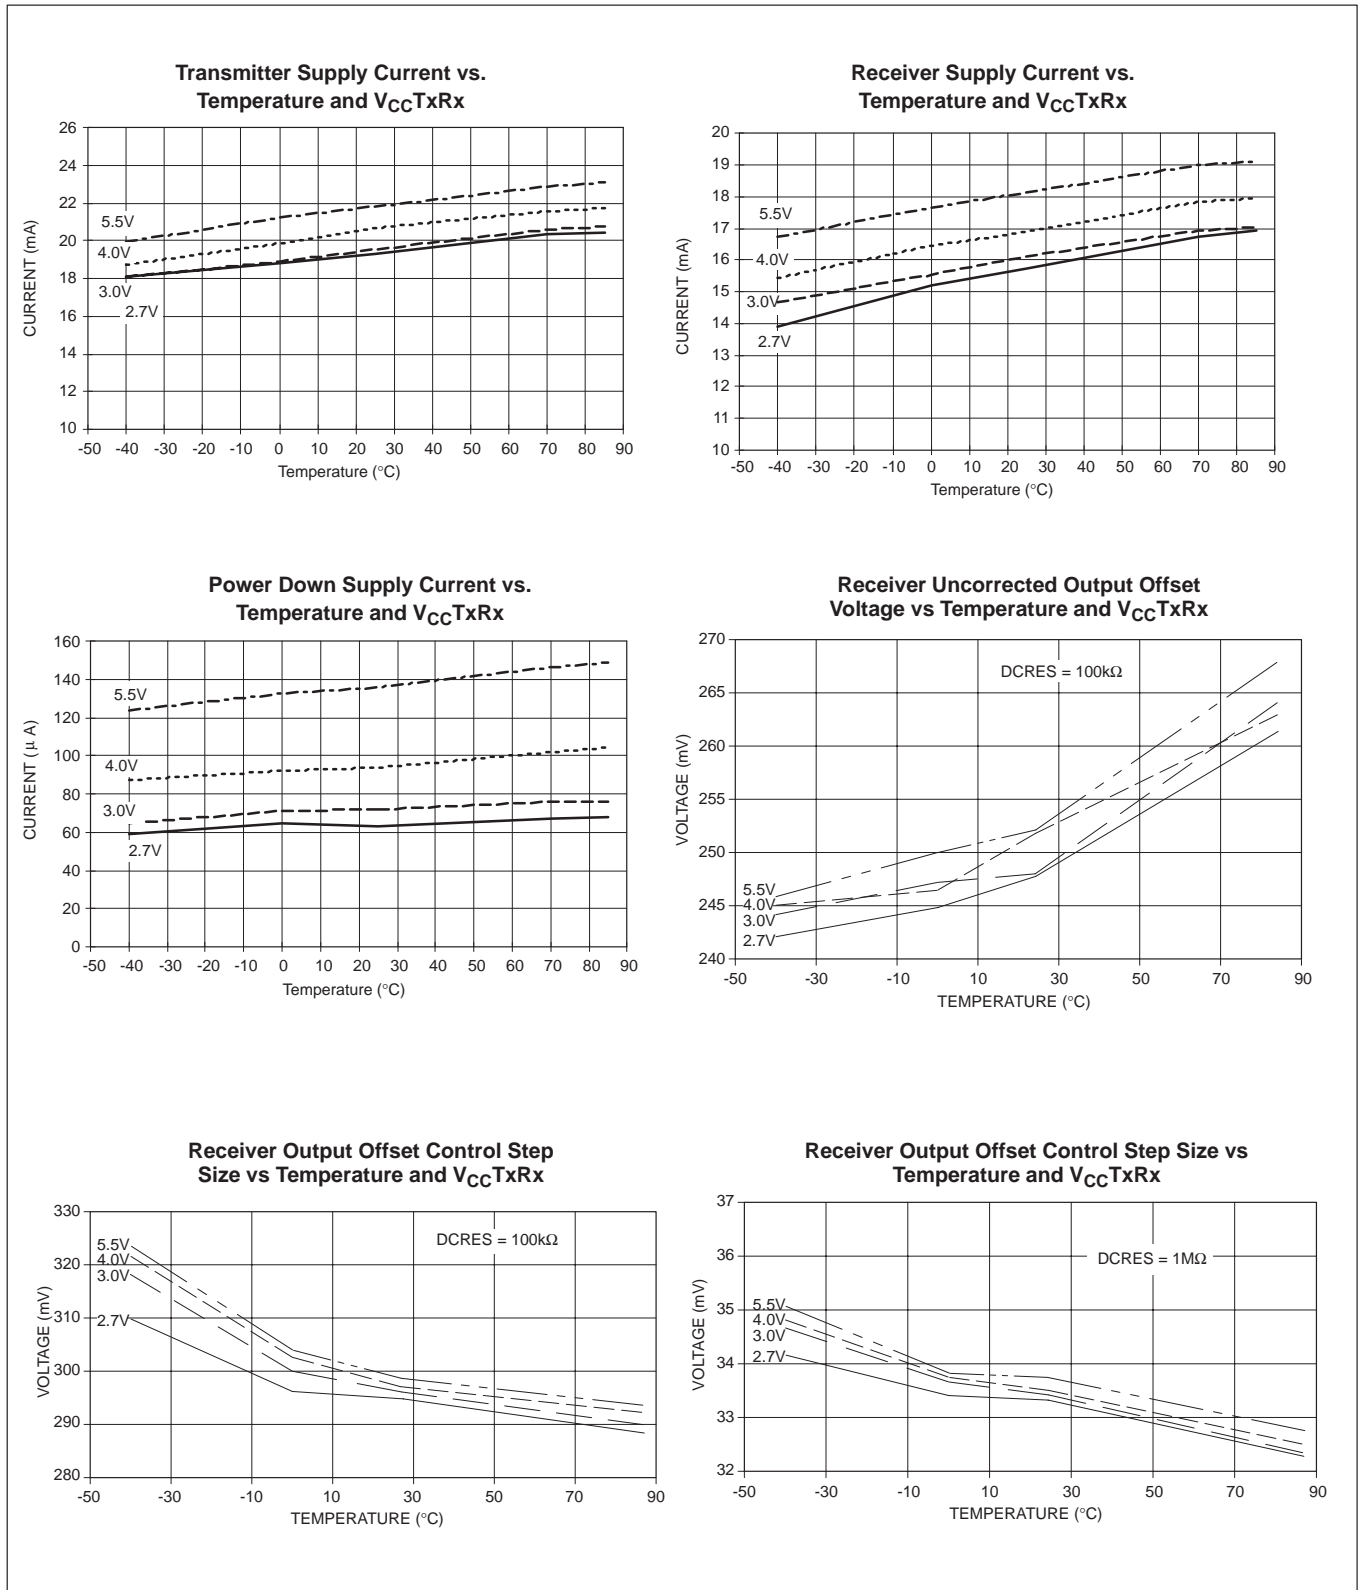 Transmitter Supply Current vs.
Temperature and VCCTxRx
26
24
22
20
18
16
14
12
10
CURRENT (mA)
5.5V
4.0V
3.0V
2.7V
-50 -40 -30 -20 -10 0 10 20 30 40 50 60 70 80 90
Temperature (°C)
Receiver Supply Current vs.
Temperature and VCCTxRx
20
19
18
17
16
15
14
13
12
11
10
CURRENT (mA)
5.5V
4.0V
3.0V
2.7V
-50 -40 -30 -20 -10 0 10 20 30 40 50 60 70 80 90
Temperature (°C)
Power Down Supply Current vs.
Temperature and VCCTxRx
160
140
120
100
80
60
40
20
0
CURRENT (μ A)
5.5V
4.0V
3.0V
2.7V
-50 -40 -30 -20 -10 0 10 20 30 40 50 60 70 80 90
Temperature (°C)
Receiver Uncorrected Output Offset
Voltage vs Temperature and VCCTxRx
270
265
260
255
250
245
240
VOLTAGE (mV)
DCRES = 100kΩ
5.5V
4.0V
3.0V
2.7V
-50 -30 -10 10 30 50 70 90
TEMPERATURE (°C)
Receiver Output Offset Control Step
Size vs Temperature and VCCTxRx
330
320
310
300
290
280
VOLTAGE (mV)
DCRES = 100kΩ
5.5V
4.0V
3.0V
2.7V
-50 -30 -10 10 30 50 70 90
TEMPERATURE (°C)
Receiver Output Offset Control Step Size vs
Temperature and VCCTxRx
37
36
35
34
33
32
VOLTAGE (mV)
DCRES = 1MΩ
5.5V
4.0V
3.0V
2.7V
-50 -30 -10 10 30 50 70 90
TEMPERATURE (°C)